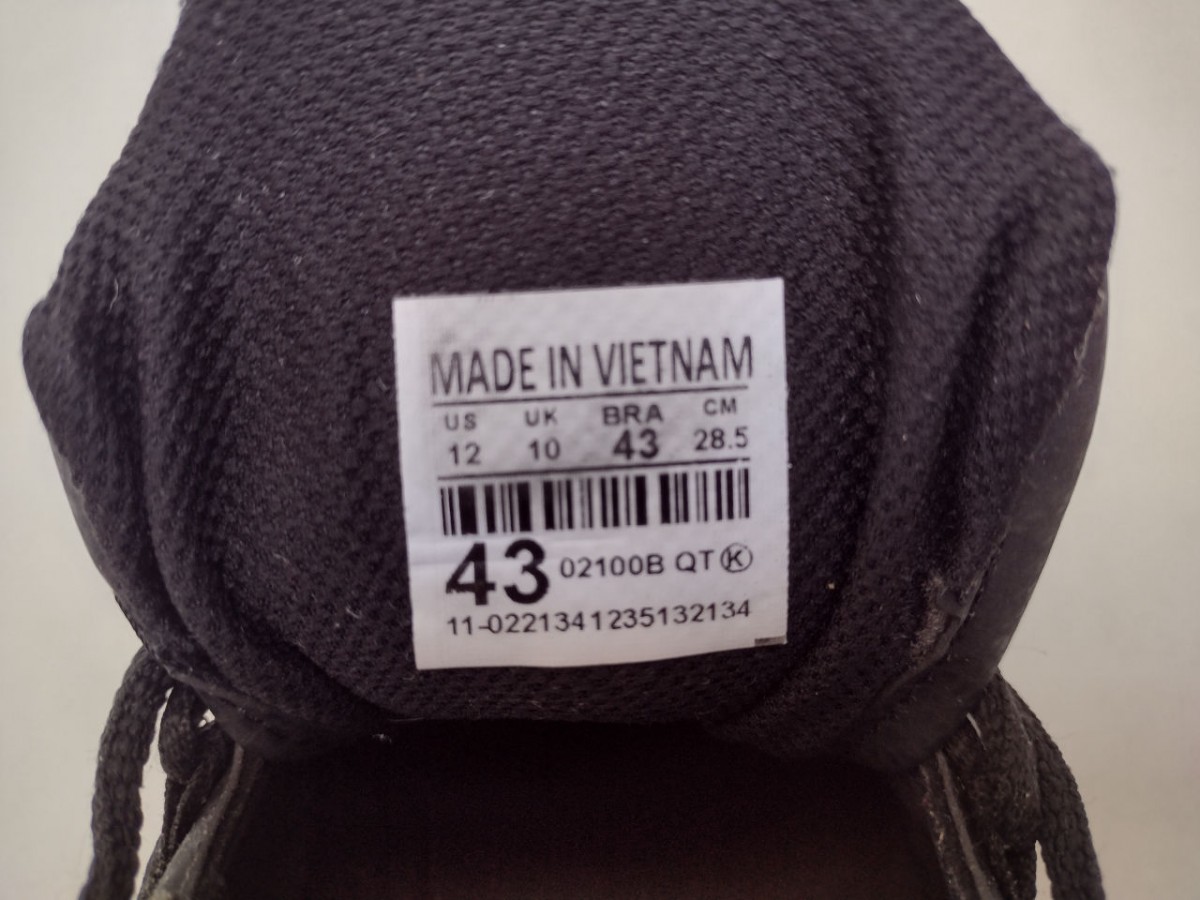 MADE IN VIETNAM
US UK BRA CM
12 10 43 28.5
43 02100B QT Ⓚ
11-0221341235132134